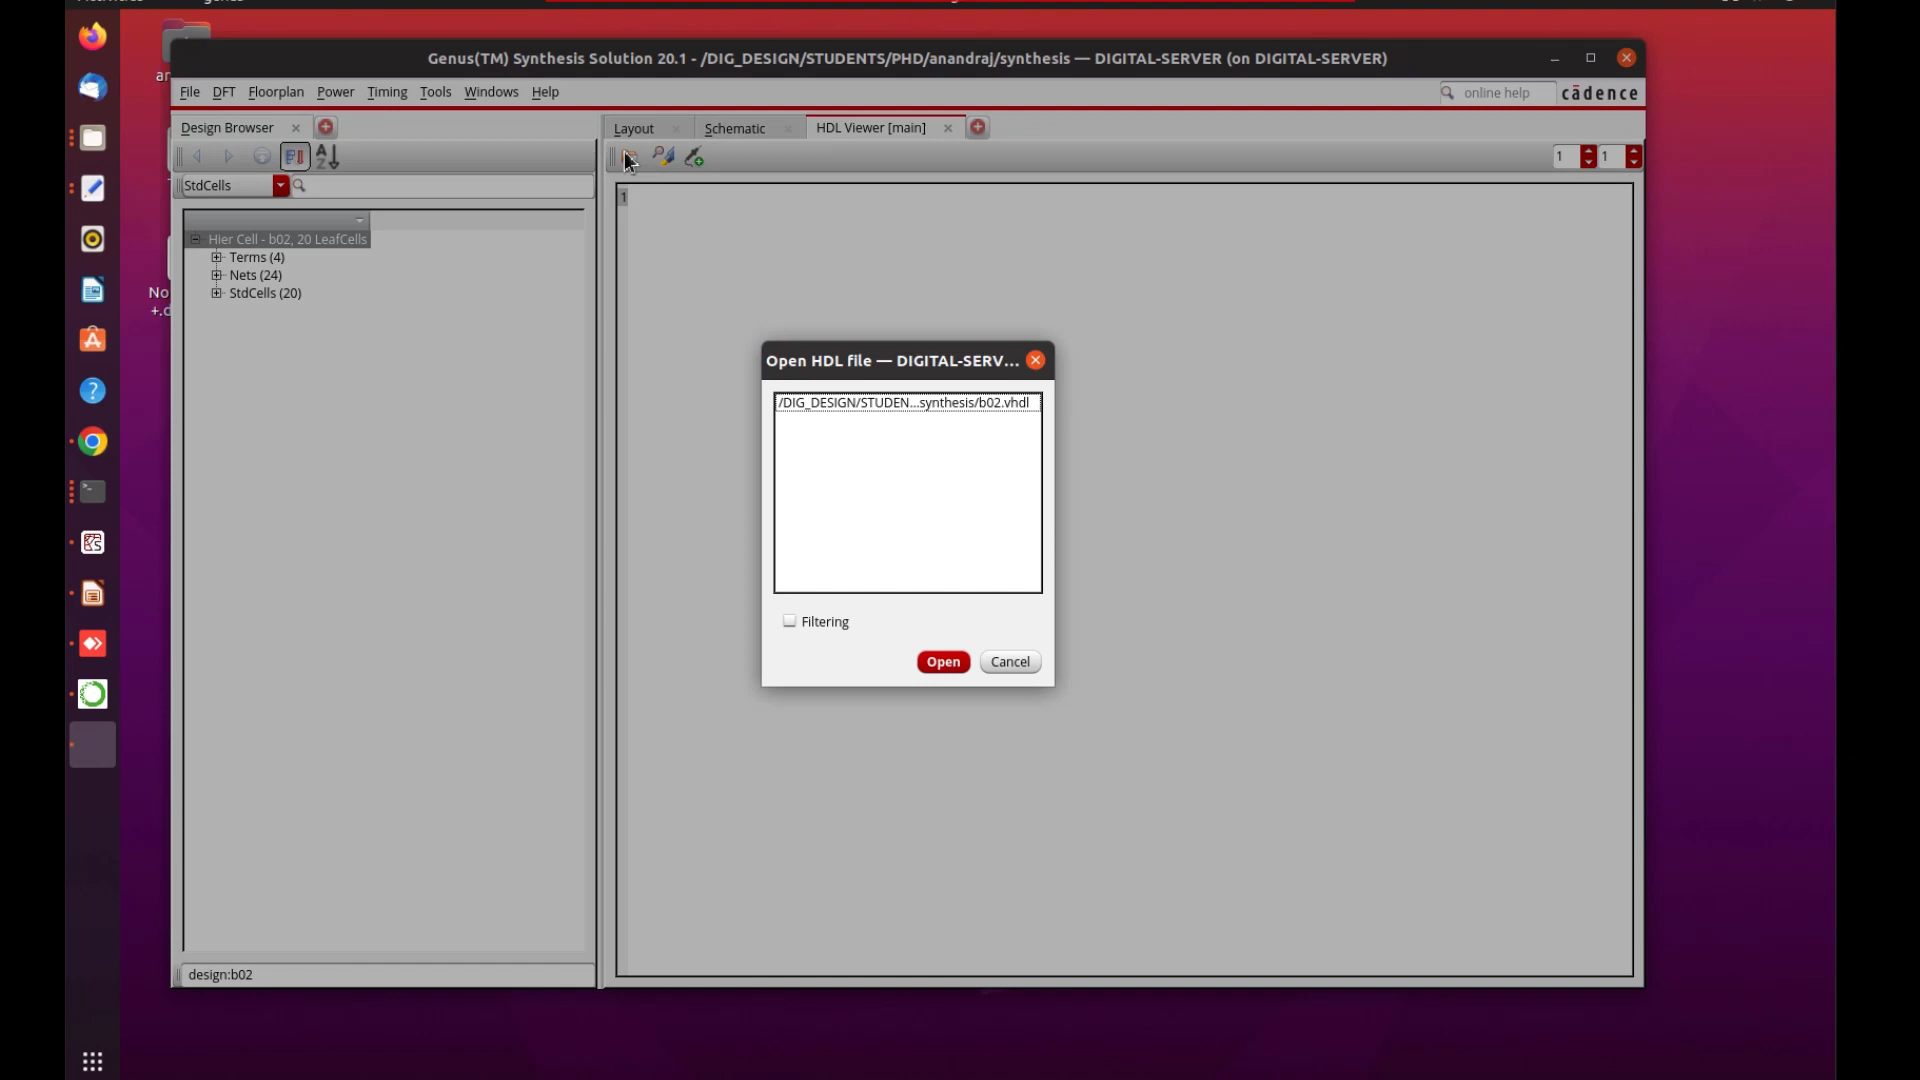 Genus(TM) Synthesis Solution 20.1 - /DIG_DESIGN/STUDENTS/PHD/anandraj/synthesis — DIGITAL-SERVER (on DIGITAL-SERVER)
File DFT Floorplan Power Timing Tools Windows Help
online help
cādence
Design Browser
Layout
Schematic
HDL Viewer [main]
1
1
StdCells
1
Hier Cell - b02, 20 LeafCells
Terms (4)
Nets (24)
StdCells (20)
No
+.c
Open HDL file — DIGITAL-SERV...
/DIG_DESIGN/STUDEN...synthesis/b02.vhdl
Filtering
Open
Cancel
design:b02